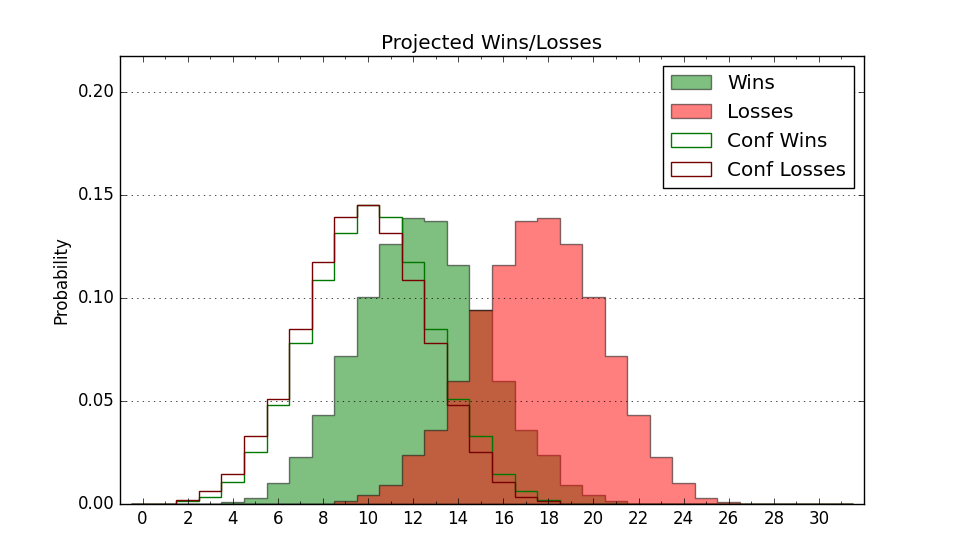 Projected Wins/Losses
Wins
Losses
Conf Wins
Conf Losses
Probability
0.20
0.15
0.10
0.05
0.00
0 2 4 6 8 10 12 14 16 18 20 22 24 26 28 30